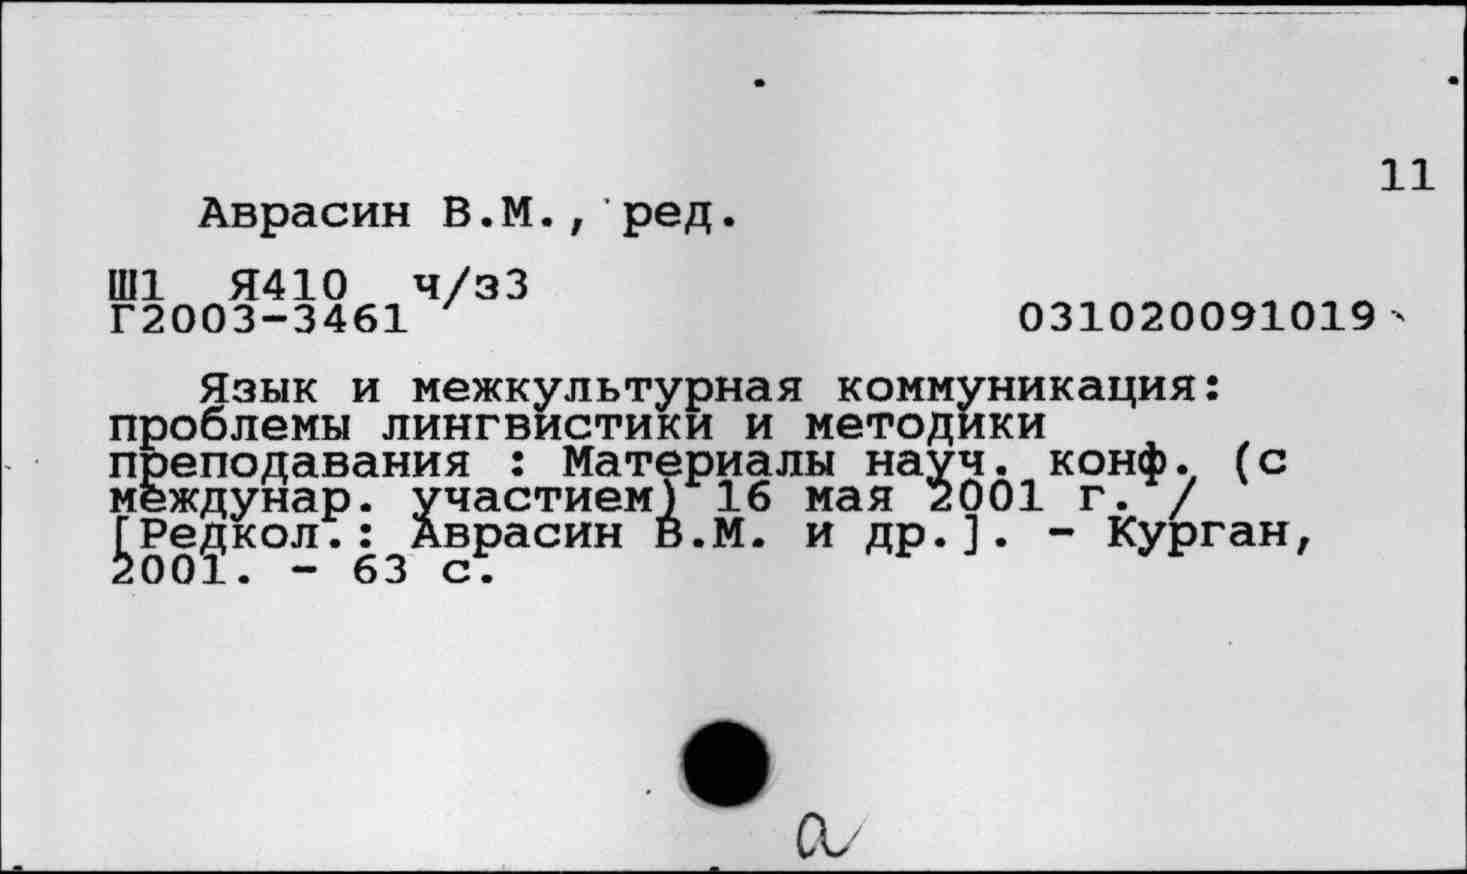 11
Аврасин В.М., ред.
Ш1 Я410 ч/з3
Г2003-3461 031020091019
Язык и межкультурная коммуникация:
проблемы лингвистики и методики
преподавания : Материалы науч. конф. (с
междунар. участием) 16 мая 2001 г. /
[Редкол.: Аврасин В.М. и др.]. - Курган,
2001. - 63 с.
а